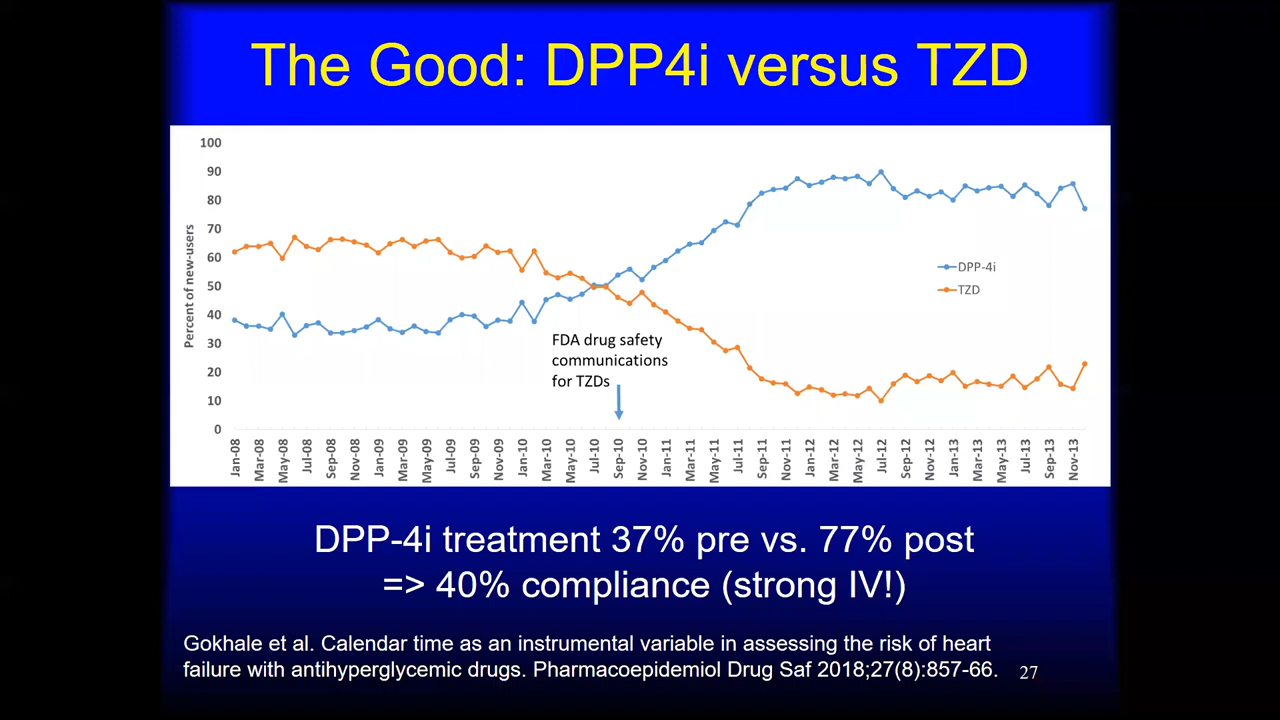 The Good: DPP4i versus TZD
100
90
80
70
60
50
40
30
20
10
0
Percent of new-users
DPP-4i
TZD
FDA drug safety
communications
for TZDs
Jan-08
Mar-08
May-08
Jul-08
Sep-08
Nov-08
Jan-09
Mar-09
May-09
Jul-09
Sep-09
Nov-09
Jan-10
Mar-10
May-10
Jul-10
Sep-10
Nov-10
Jan-11
Mar-11
May-11
Jul-11
Sep-11
Nov-11
Jan-12
Mar-12
May-12
Jul-12
Sep-12
Nov-12
Jan-13
Mar-13
May-13
Jul-13
Sep-13
Nov-13
DPP-4i treatment 37% pre vs. 77% post
=> 40% compliance (strong IV!)
Gokhale et al. Calendar time as an instrumental variable in assessing the risk of heart
failure with antihyperglycemic drugs. Pharmacoepidemiol Drug Saf 2018;27(8):857-66.
27